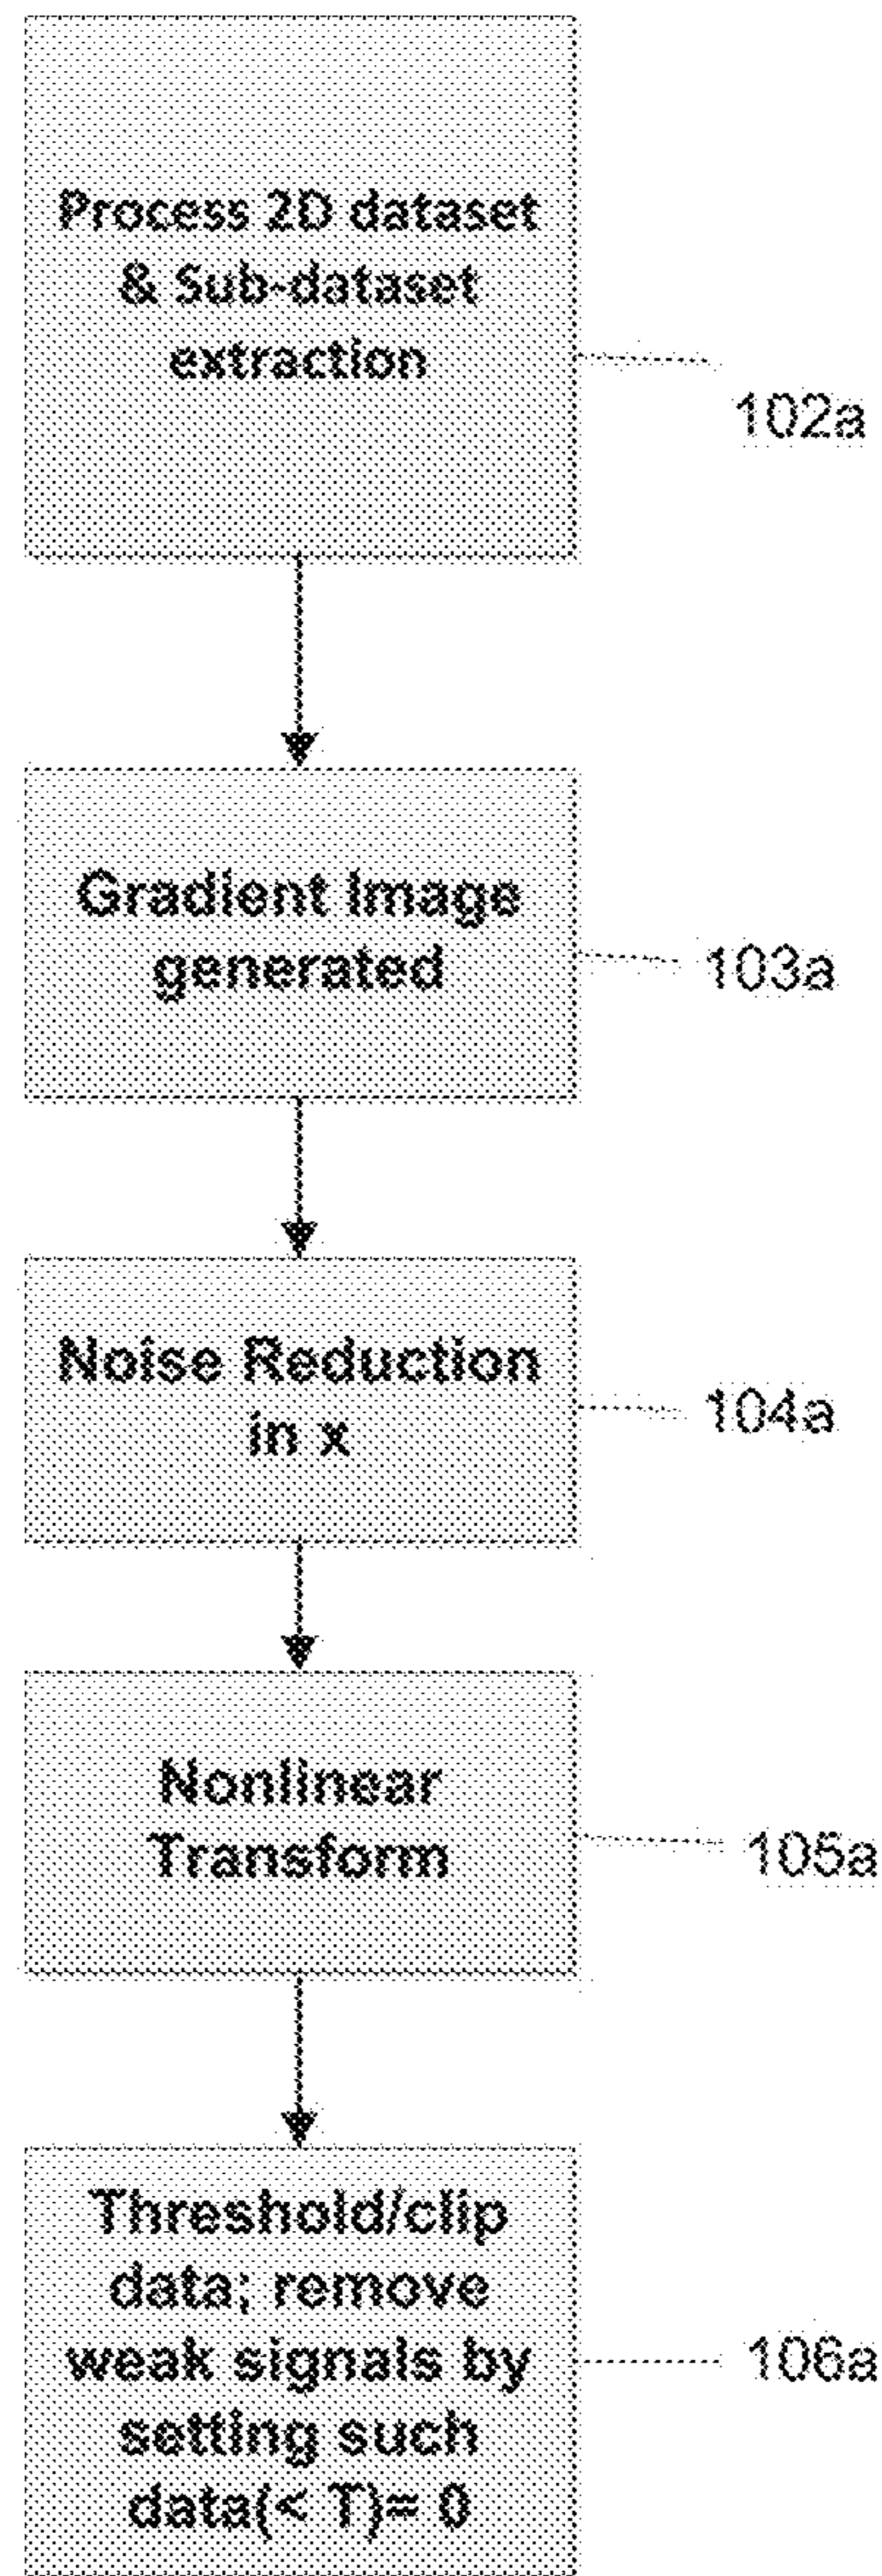 Process 2D dataset
& Sub-dataset
extraction
102a
Gradient Image
generated
103a
Noise Reduction
in x
104a
Nonlinear
Transform
105a
Threshold/clip
data; remove
weak signals by
setting such
data(< T)= 0
106a